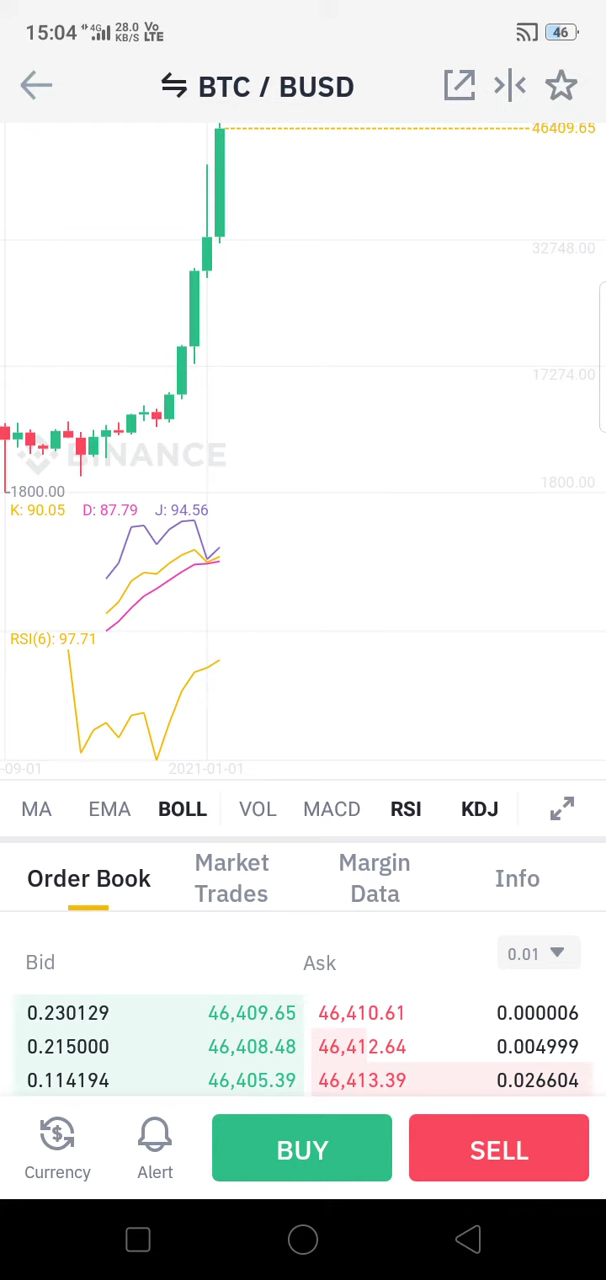 15:04 4G 28.0 KB/S Vo LTE 46
BTC / BUSD
46409.65
32748.00
17274.00
BINANCE
1800.00
1800.00
K: 90.05 D: 87.79 J: 94.56
RSI(6): 97.71
-09-01 2021-01-01
MA EMA BOLL VOL MACD RSI KDJ
Order Book Market Trades Margin Data Info
Bid Ask 0.01
0.230129 46,409.65 46,410.61 0.000006
0.215000 46,408.48 46,412.64 0.004999
0.114194 46,405.39 46,413.39 0.026604
Currency Alert BUY SELL